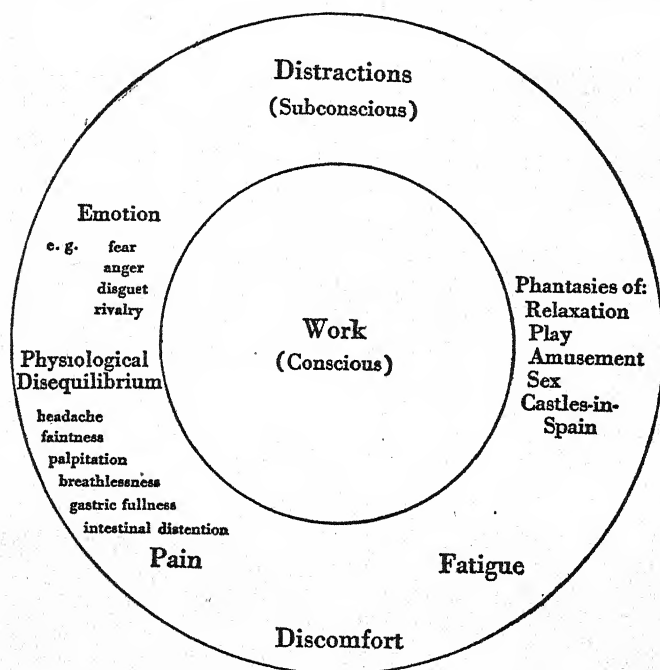 Distractions
(Subconscious)
Emotion
e. g. fear
anger
disguet
rivalry
Phantasies of:
Relaxation
Play
Amusement
Sex
Castles-in-
Spain
Work
(Conscious)
Physiological
Disequilibrium
headache
faintness
palpitation
breathlessness
gastric fullness
intestinal distention
Pain
Fatigue
Discomfort